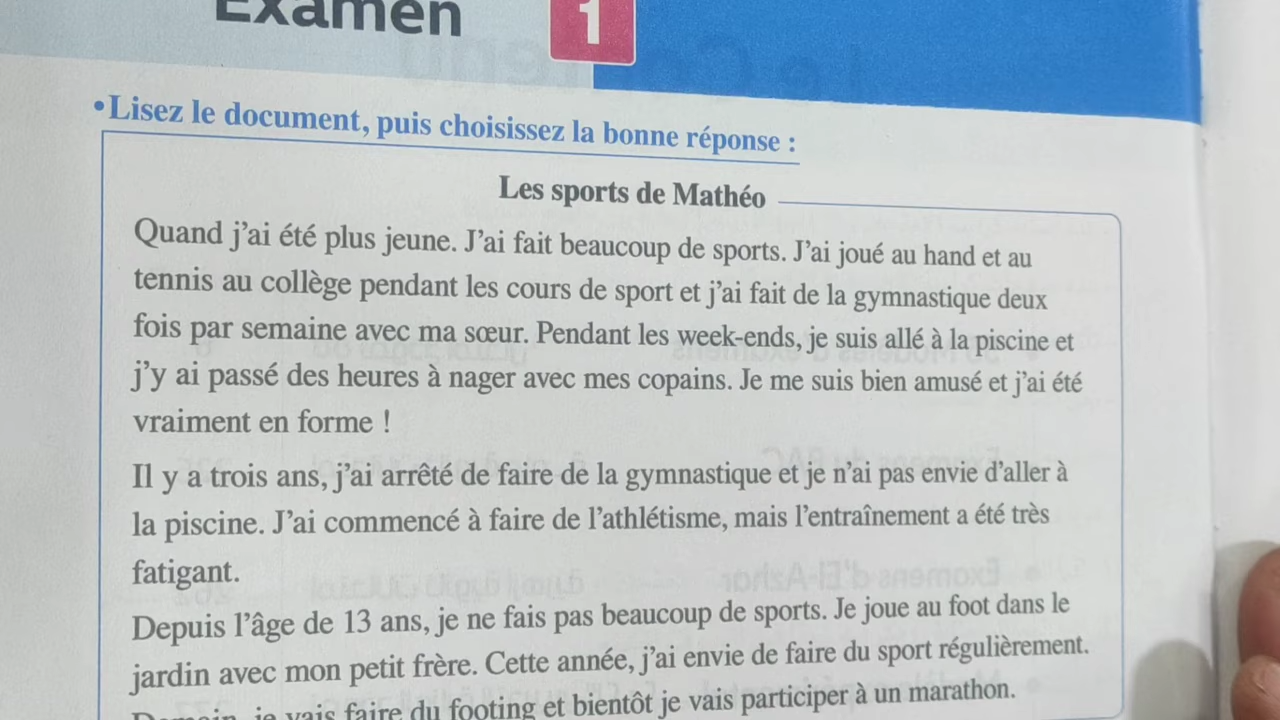 Examen 1
•Lisez le document, puis choisissez la bonne réponse :
Les sports de Mathéo
Quand j'ai été plus jeune. J'ai fait beaucoup de sports. J'ai joué au hand et au
tennis au collège pendant les cours de sport et j'ai fait de la gymnastique deux
fois par semaine avec ma sœur. Pendant les week-ends, je suis allé à la piscine et
j'y ai passé des heures à nager avec mes copains. Je me suis bien amusé et j'ai été
vraiment en forme !
Il y a trois ans, j'ai arrêté de faire de la gymnastique et je n'ai pas envie d'aller à
la piscine. J'ai commencé à faire de l'athlétisme, mais l'entraînement a été très
fatigant.
Depuis l'âge de 13 ans, je ne fais pas beaucoup de sports. Je joue au foot dans le
jardin avec mon petit frère. Cette année, j'ai envie de faire du sport régulièrement.
Demain, je vais faire du footing et bientôt je vais participer à un marathon.